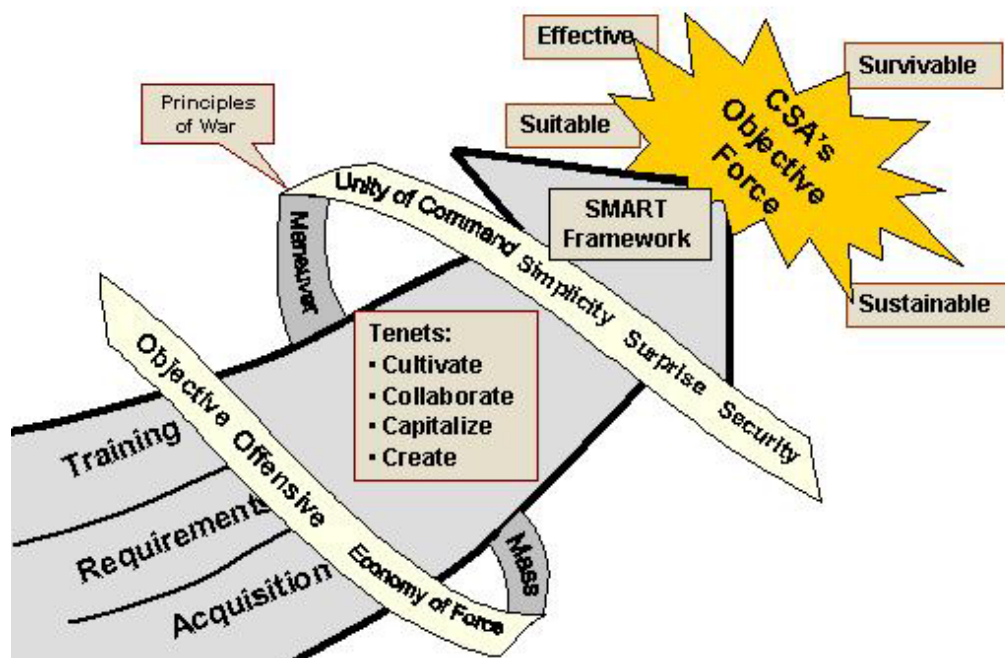 Effective
Survivable
Principles
of War
Suitable
CSA's
Objective
Force
Unity of Command Simplicity Surprise Security
SMART
Framework
Maneuver
Sustainable
Tenets:
• Cultivate
• Collaborate
• Capitalize
• Create
Objective Offensive Economy of Force
Mass
Training
Requirements
Acquisition